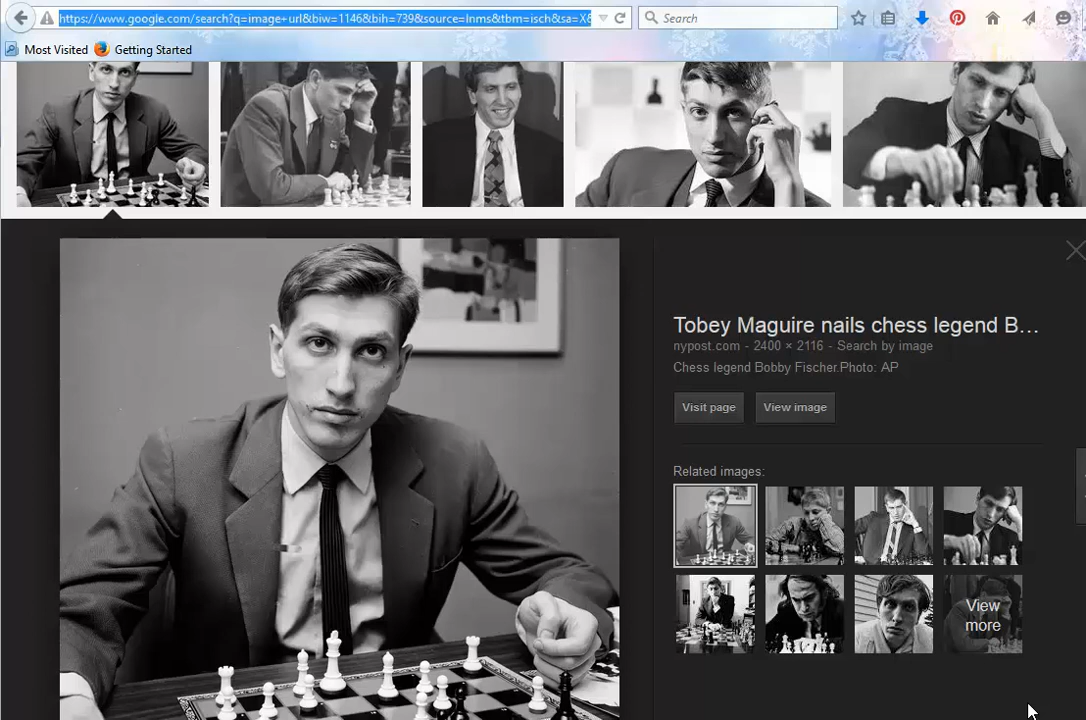 https://www.google.com/search?q=image+url&biw=1146&bih=739&source=lnms&tbm=isch&sa=X&
Search
Most Visited
Getting Started
Tobey Maguire nails chess legend B...
nypost.com - 2400 × 2116 - Search by image
Chess legend Bobby Fischer.Photo: AP
Visit page
View image
Related images:
View
more